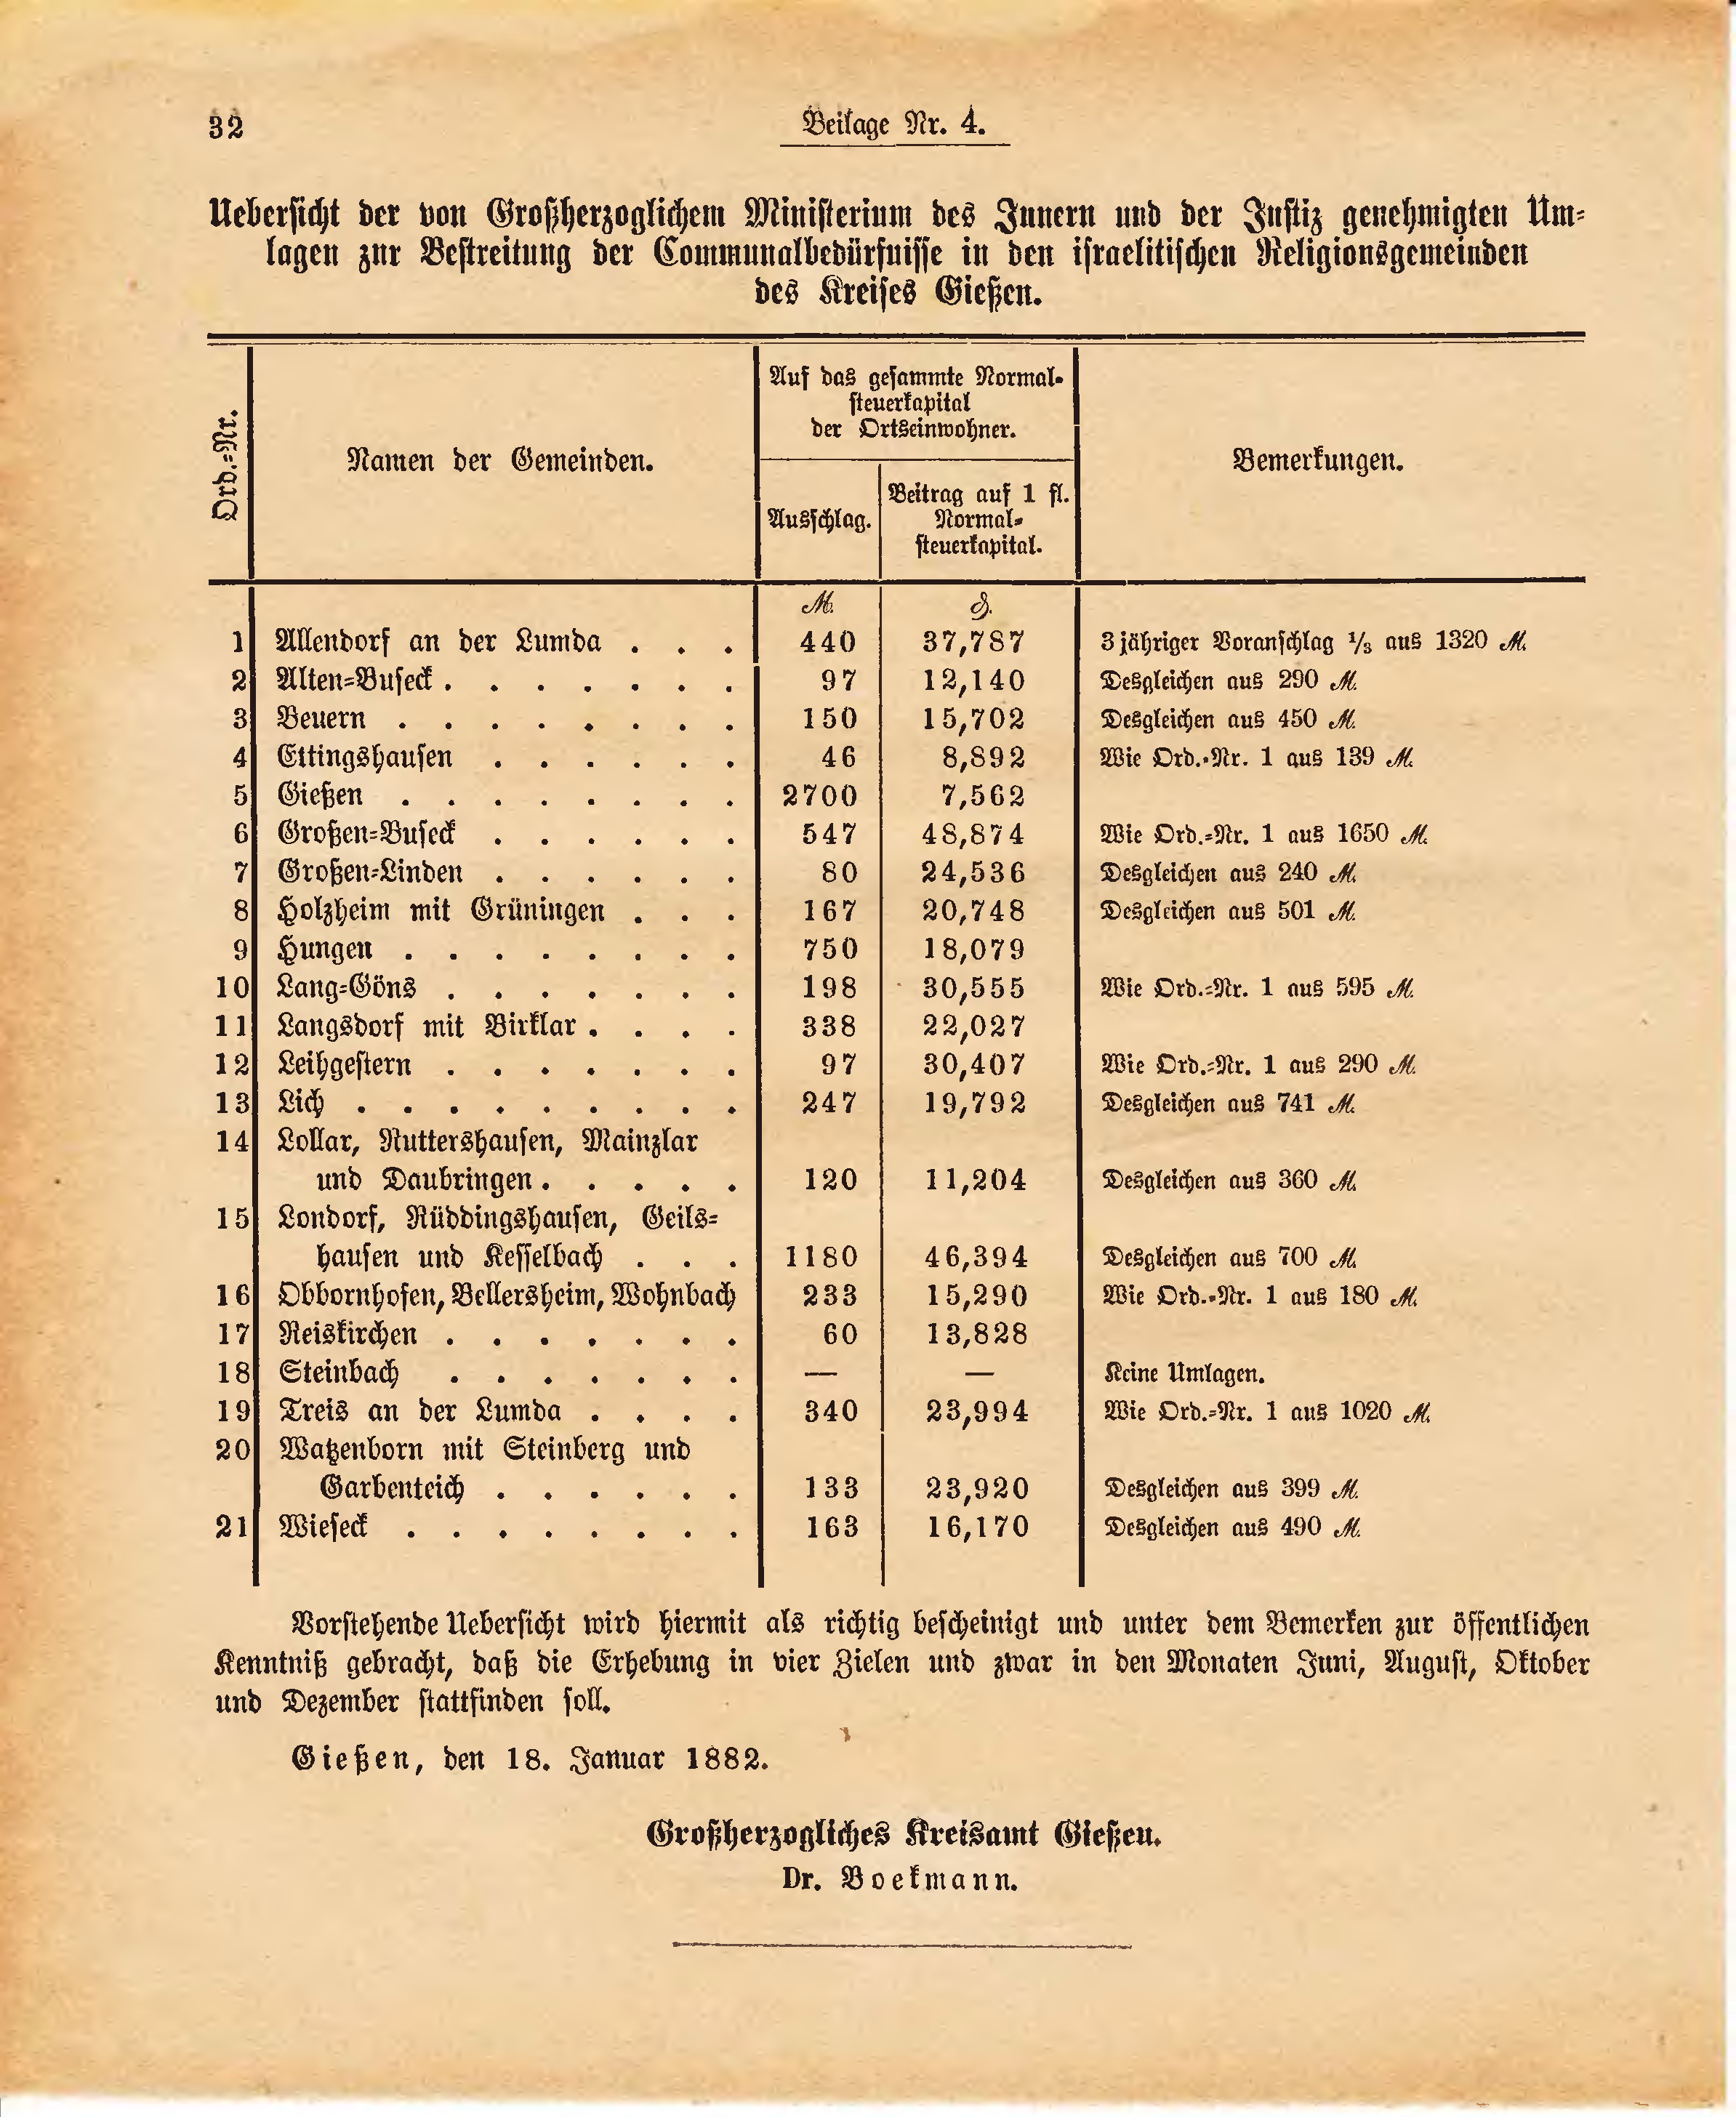 32
Beilage Nr. 4.
Uebersicht der von Großherzoglichem Ministerium des Innern und der Justiz genehmigten Um-
lagen zur Bestreitung der Communalbedürfnisse in den israelitischen Religionsgemeinden
des Kreises Gießen.
Ord.-Nr.
Namen der Gemeinden.
Auf das gesammte Normal-
steuerkapital
der Ortseinwohner.
Ausschlag.
Beitrag auf 1 fl.
Normal-
steuerkapital.
Bemerkungen.
ℳ. ₰.
1 Allendorf an der Lumda . . . 440 37,787 3 jähriger Voranschlag ⅓ aus 1320 ℳ.
2 Alten-Buseck . . . . . . . 97 12,140 Desgleichen aus 290 ℳ.
3 Beuern . . . . . . . . 150 15,702 Desgleichen aus 450 ℳ.
4 Ettingshausen . . . . . . 46 8,892 Wie Ord.-Nr. 1 aus 139 ℳ.
5 Gießen . . . . . . . . 2700 7,562
6 Großen-Buseck . . . . . . 547 48,874 Wie Ord.-Nr. 1 aus 1650 ℳ.
7 Großen-Linden . . . . . . 80 24,536 Desgleichen aus 240 ℳ.
8 Holzheim mit Grüningen . . . 167 20,748 Desgleichen aus 501 ℳ.
9 Hungen . . . . . . . . 750 18,079
10 Lang-Göns . . . . . . . 198 30,555 Wie Ord.-Nr. 1 aus 595 ℳ.
11 Langsdorf mit Birklar . . . . 338 22,027
12 Leihgestern . . . . . . . 97 30,407 Wie Ord.-Nr. 1 aus 290 ℳ.
13 Lich . . . . . . . . . 247 19,792 Desgleichen aus 741 ℳ.
14 Lollar, Ruttershausen, Mainzlar
und Daubringen . . . . . 120 11,204 Desgleichen aus 360 ℳ.
15 Londorf, Rüddingshausen, Geils-
hausen und Kesselbach . . . 1180 46,394 Desgleichen aus 700 ℳ.
16 Obbornhofen, Bellersheim, Wohnbach 233 15,290 Wie Ord.-Nr. 1 aus 180 ℳ.
17 Reiskirchen . . . . . . . 60 13,828
18 Steinbach . . . . . . . — — Keine Umlagen.
19 Treis an der Lumda . . . . 340 23,994 Wie Ord.-Nr. 1 aus 1020 ℳ.
20 Watzenborn mit Steinberg und
Garbenteich . . . . . . 133 23,920 Desgleichen aus 399 ℳ.
21 Wieseck . . . . . . . . 163 16,170 Desgleichen aus 490 ℳ.
Vorstehende Uebersicht wird hiermit als richtig bescheinigt und unter dem Bemerken zur öffentlichen
Kenntniß gebracht, daß die Erhebung in vier Zielen und zwar in den Monaten Juni, August, Oktober
und Dezember stattfinden soll.
Gießen, den 18. Januar 1882.
Großherzogliches Kreisamt Gießen.
Dr. Boekmann.